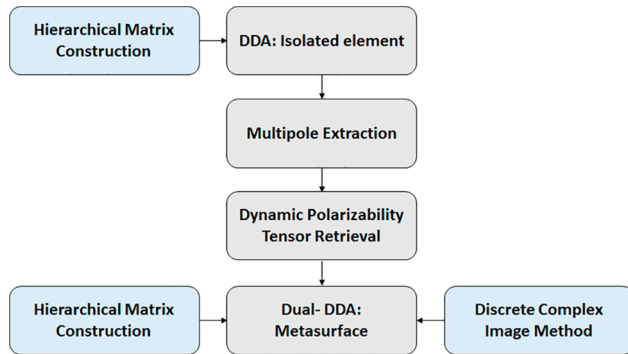 Hierarchical Matrix
Construction
DDA: Isolated element
Multipole Extraction
Dynamic Polarizability
Tensor Retrieval
Hierarchical Matrix
Construction
Dual- DDA:
Metasurface
Discrete Complex
Image Method